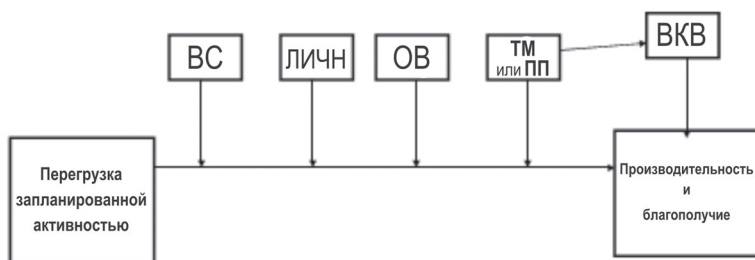 ВС
ЛИЧН
ОВ
ТМ
или ПП
ВКВ
Перегрузка
запланированной
активностью
Производительность
и
благополучие